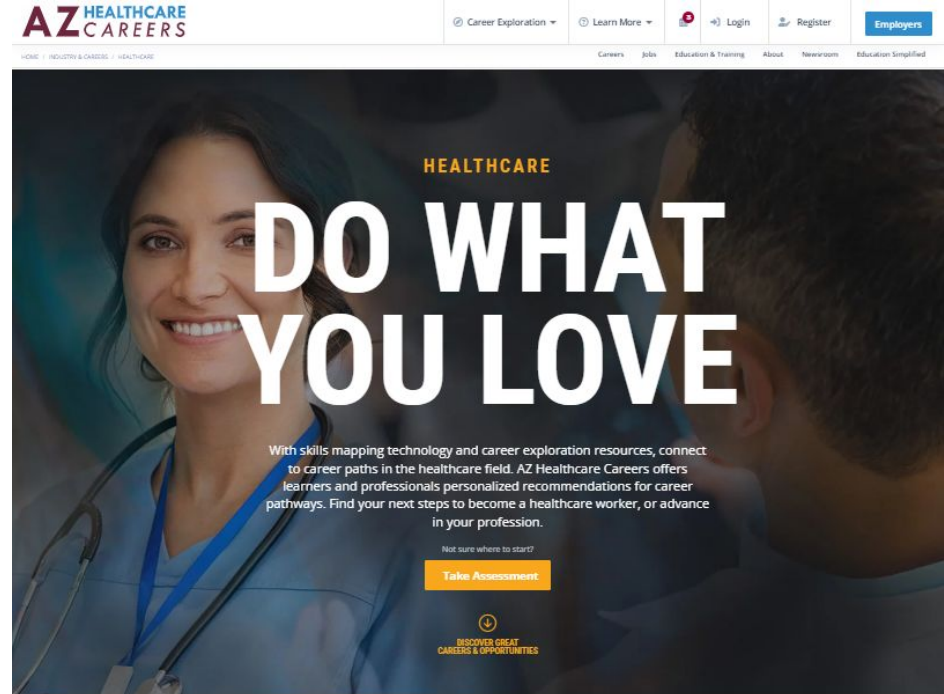 AZ HEALTHCARE
CAREERS
Career Exploration
Learn More
Login
Register
Employers
HOME / INDUSTRY & CAREERS / HEALTHCARE
Careers Jobs Education & Training About Newsroom Education Simplified
HEALTHCARE
DO WHAT
YOU LOVE
With skills mapping technology and career exploration resources, connect
to career paths in the healthcare field. AZ Healthcare Careers offers
learners and professionals personalized recommendations for career
pathways. Find your next steps to become a healthcare worker, or advance
in your profession.
Not sure where to start?
Take Assessment
DISCOVER GREAT
CAREERS & OPPORTUNITIES